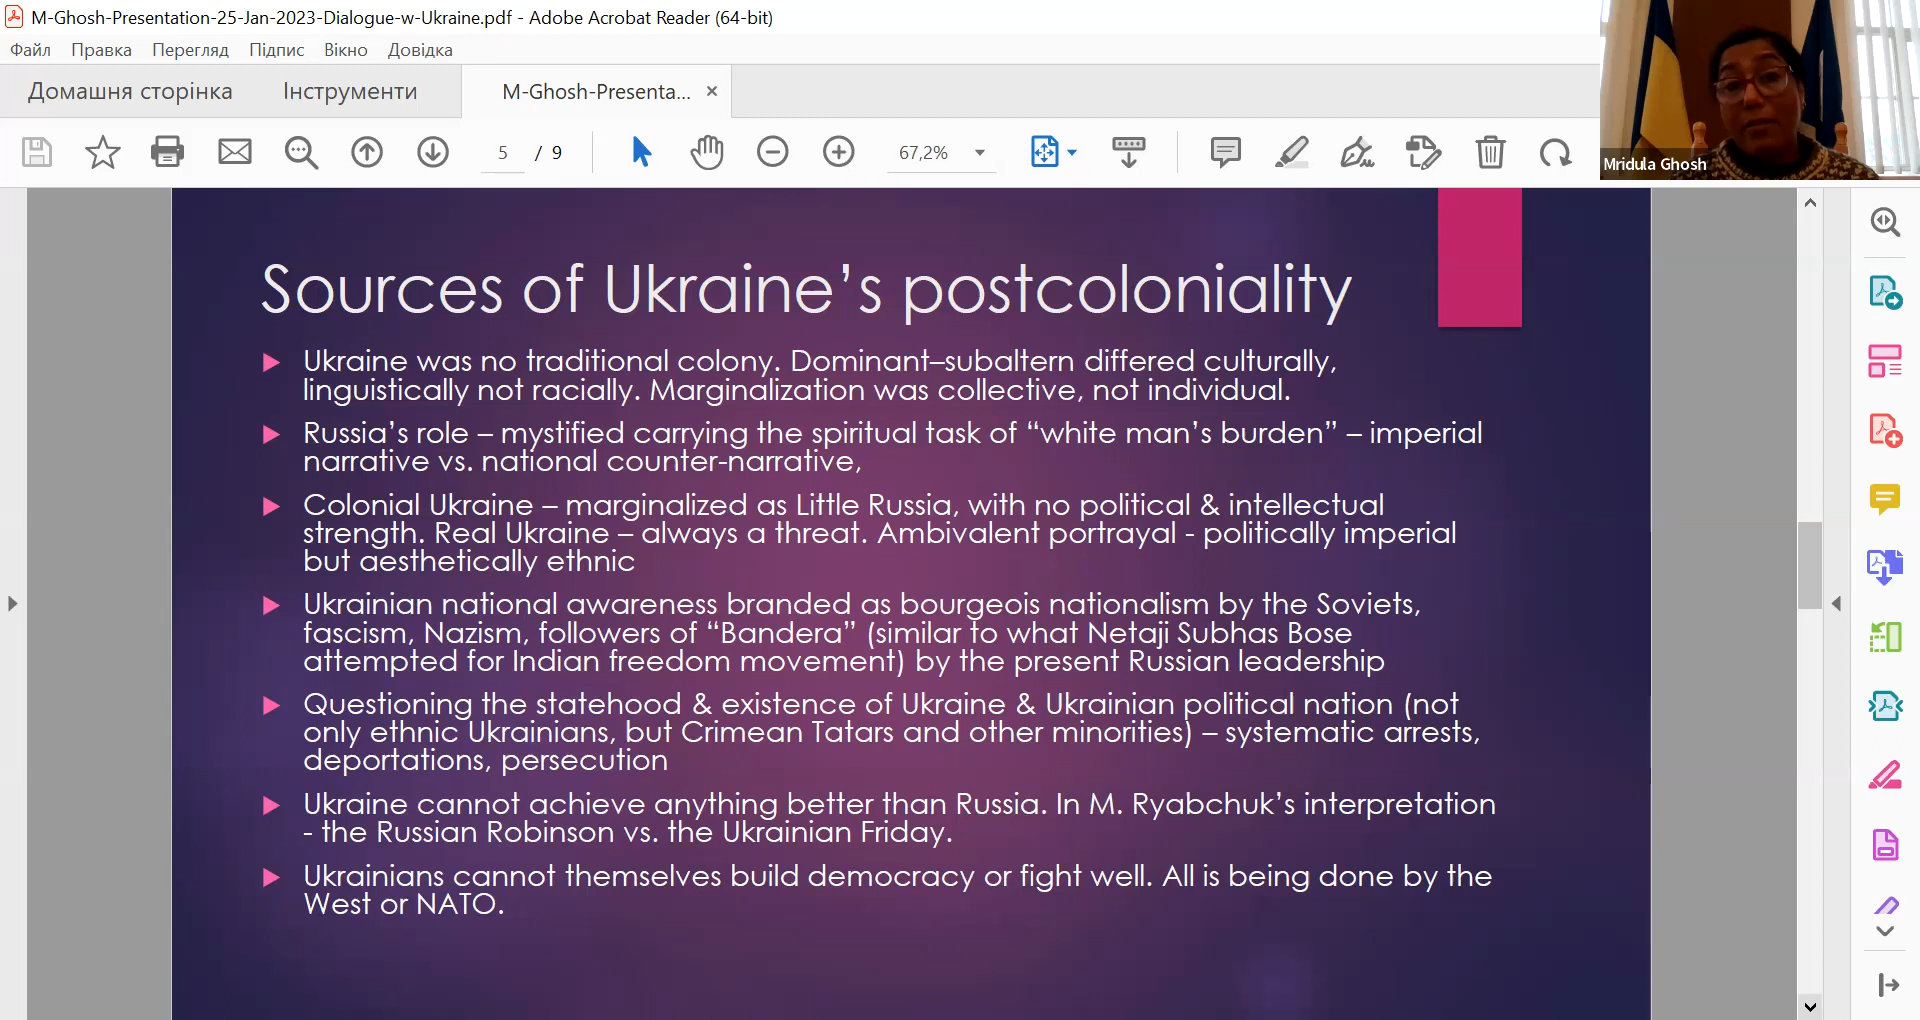 M-Ghosh-Presentation-25-Jan-2023-Dialogue-w-Ukraine.pdf - Adobe Acrobat Reader (64-bit)
Файл Правка Перегляд Підпис Вікно Довідка
Домашня сторінка Інструменти M-Ghosh-Presenta... ×
5 / 9 67,2%
Mridula Ghosh
Sources of Ukraine’s postcoloniality
Ukraine was no traditional colony. Dominant–subaltern differed culturally,
linguistically not racially. Marginalization was collective, not individual.
Russia’s role – mystified carrying the spiritual task of “white man’s burden” – imperial
narrative vs. national counter-narrative,
Colonial Ukraine – marginalized as Little Russia, with no political & intellectual
strength. Real Ukraine – always a threat. Ambivalent portrayal - politically imperial
but aesthetically ethnic
Ukrainian national awareness branded as bourgeois nationalism by the Soviets,
fascism, Nazism, followers of “Bandera” (similar to what Netaji Subhas Bose
attempted for Indian freedom movement) by the present Russian leadership
Questioning the statehood & existence of Ukraine & Ukrainian political nation (not
only ethnic Ukrainians, but Crimean Tatars and other minorities) – systematic arrests,
deportations, persecution
Ukraine cannot achieve anything better than Russia. In M. Ryabchuk’s interpretation
- the Russian Robinson vs. the Ukrainian Friday.
Ukrainians cannot themselves build democracy or fight well. All is being done by the
West or NATO.